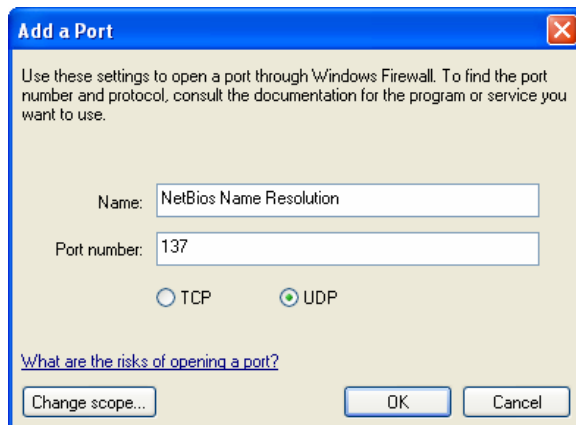 Add a Port
Use these settings to open a port through Windows Firewall. To find the port
number and protocol, consult the documentation for the program or service you
want to use.
Name: NetBios Name Resolution
Port number: 137
TCP UDP
What are the risks of opening a port?
Change scope... OK Cancel